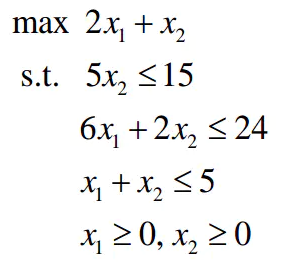 max 2x₁ + x₂
s.t. 5x₂ ≤ 15
6x₁ + 2x₂ ≤ 24
x₁ + x₂ ≤ 5
x₁ ≥ 0, x₂ ≥ 0